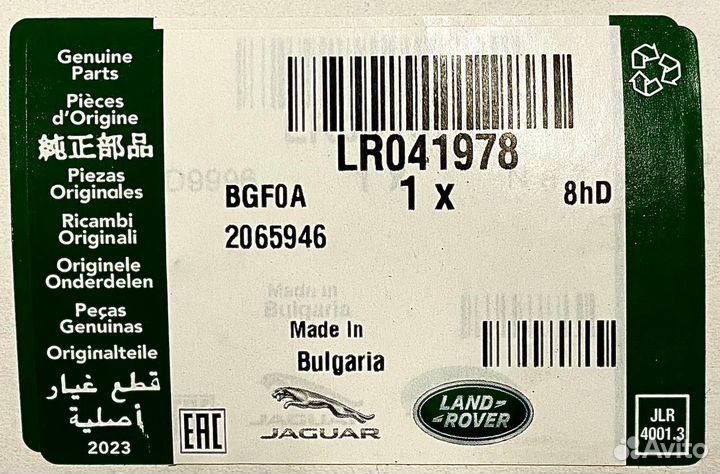 Genuine
Parts
Pièces
d'Origine
純正部品
Piezas
Originales
Ricambi
Originali
Originele
Onderdelen
Peças
Genuinas
Originalteile
قطع غيار
أصلية
2023
LR041978
BGF0A
1 x
8hD
2065946
Made in
Bulgaria
Made In
Bulgaria
EAC
JAGUAR
LAND-
-ROVER
JLR
4001.3
Avito